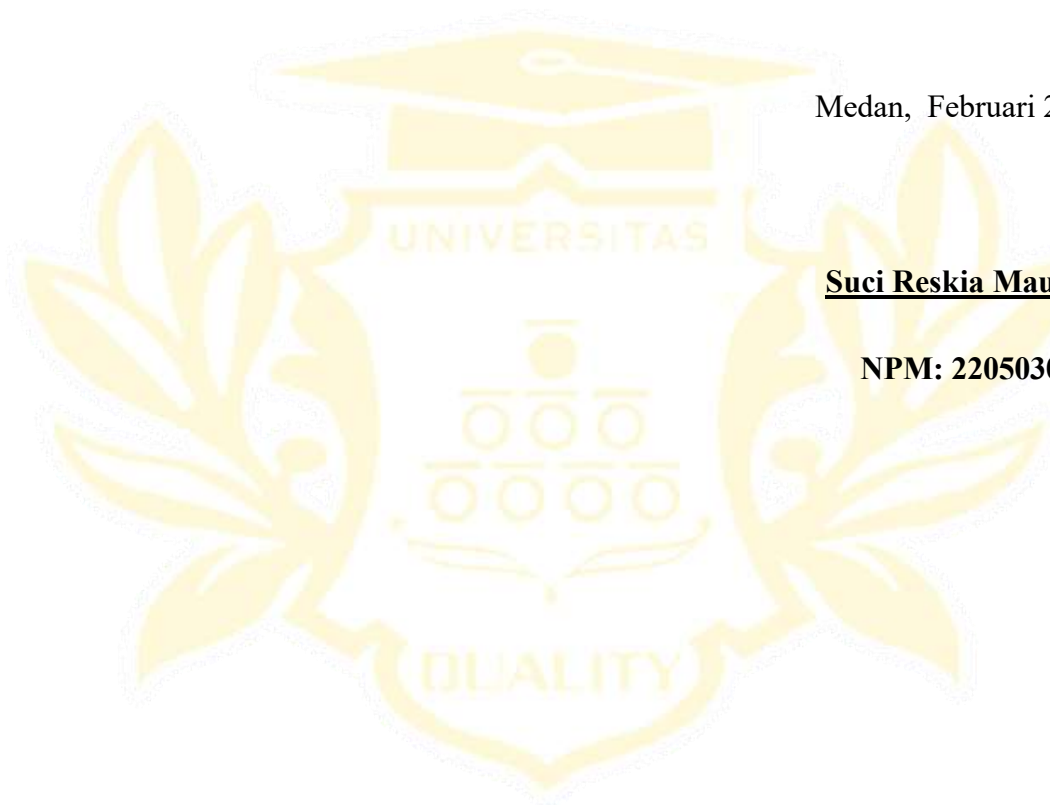 Medan, Februari 2
UNIVERSITAS
Suci Reskia Mau
NPM: 2205030
QUALITY